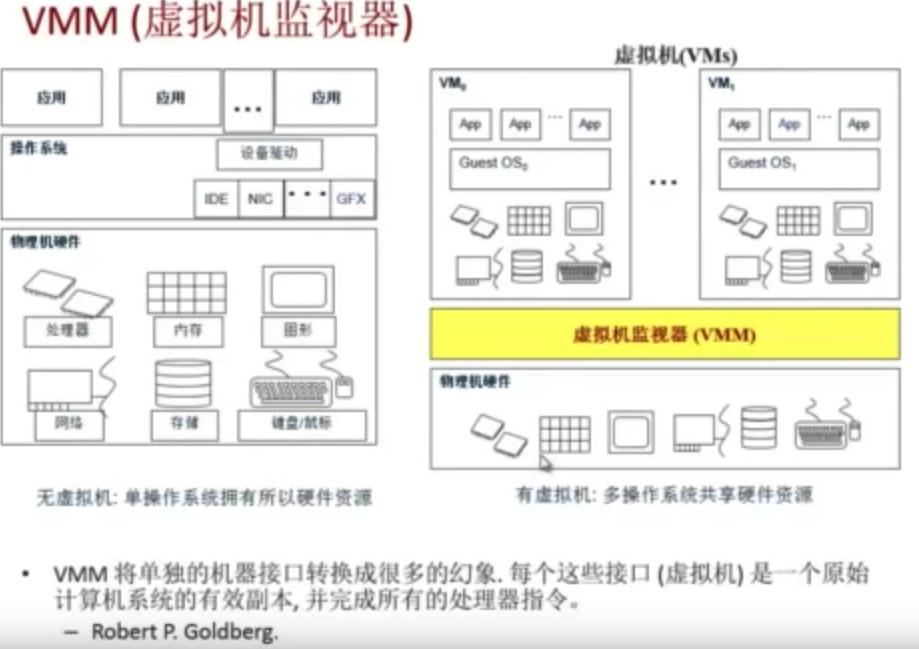 VMM (虚拟机监视器)
应用
应用
...
应用
操作系统
设备驱动
IDE
NIC
...
GFX
物理机硬件
处理器
内存
图形
网络
存储
键盘/鼠标
无虚拟机: 单操作系统拥有所以硬件资源
虚拟机(VMs)
VM₀
App
App
...
App
Guest OS₀
...
VM₁
App
App
...
App
Guest OS₁
虚拟机监视器 (VMM)
物理机硬件
有虚拟机: 多操作系统共享硬件资源
• VMM 将单独的机器接口转换成很多的幻象. 每个这些接口 (虚拟机) 是一个原始
计算机系统的有效副本, 并完成所有的处理器指令。
– Robert P. Goldberg.